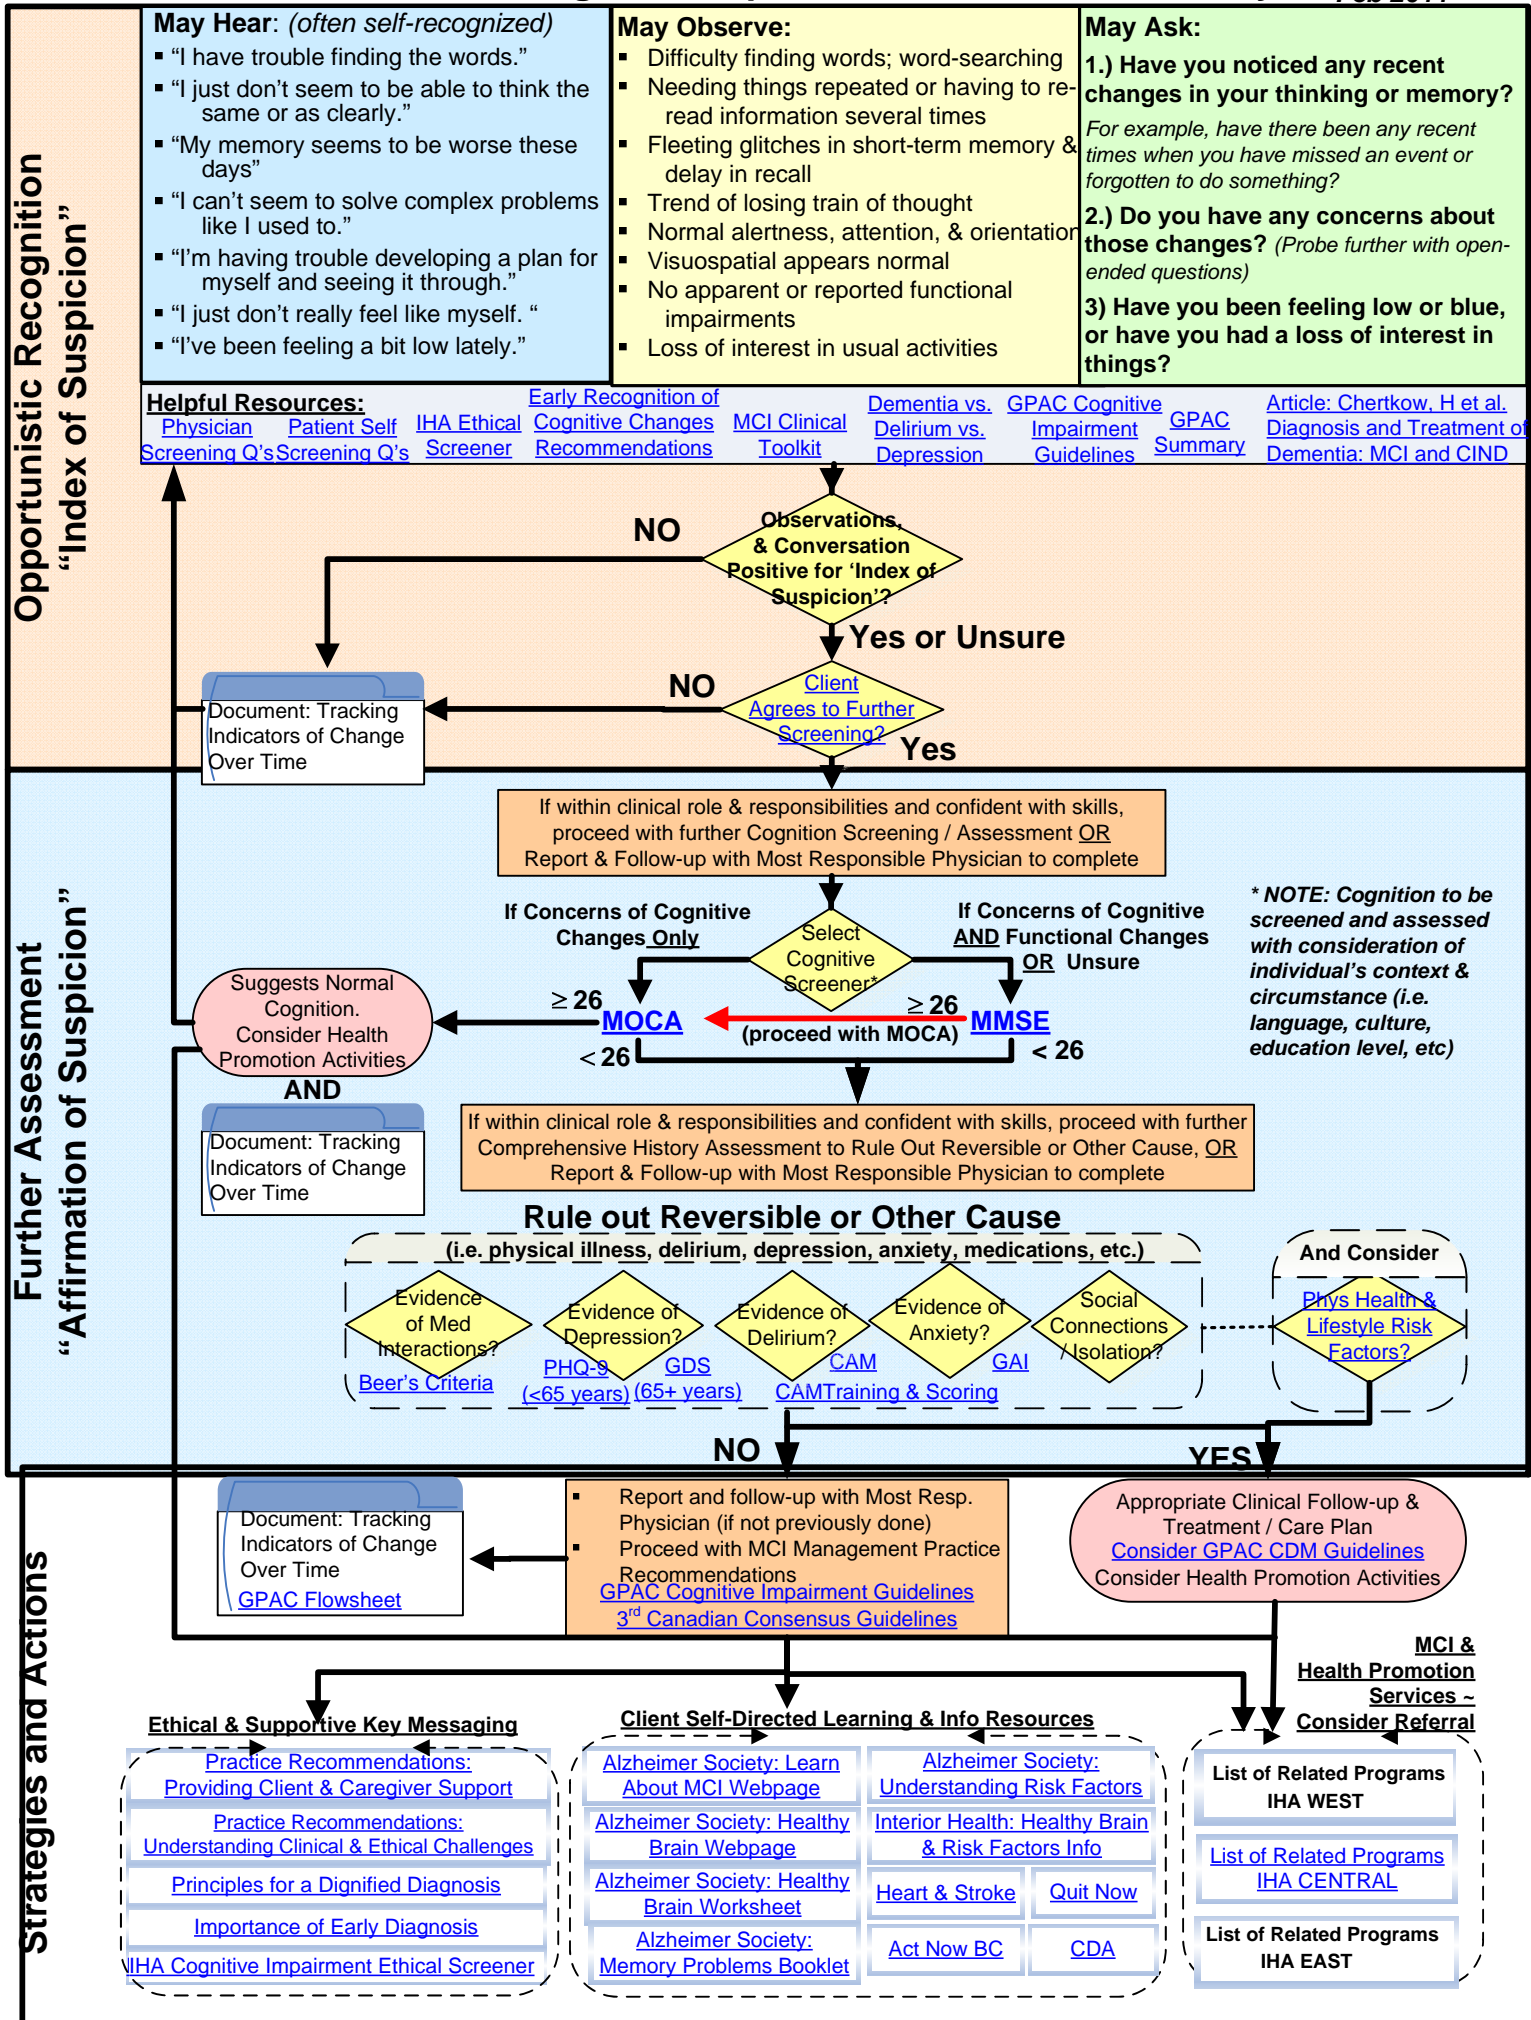 May Hear: (often self-recognized)
▪ “I have trouble finding the words.”
▪ “I just don’t seem to be able to think the
same or as clearly.”
▪ “My memory seems to be worse these
days”
▪ “I can’t seem to solve complex problems
like I used to.”
▪ “I’m having trouble developing a plan for
myself and seeing it through.”
▪ “I just don’t really feel like myself. “
▪ “I’ve been feeling a bit low lately.”
May Observe:
▪ Difficulty finding words; word-searching
▪ Needing things repeated or having to re-
read information several times
▪ Fleeting glitches in short-term memory &
delay in recall
▪ Trend of losing train of thought
▪ Normal alertness, attention, & orientation
▪ Visuospatial appears normal
▪ No apparent or reported functional
impairments
▪ Loss of interest in usual activities
May Ask:
1.) Have you noticed any recent
changes in your thinking or memory?
For example, have there been any recent
times when you have missed an event or
forgotten to do something?
2.) Do you have any concerns about
those changes? (Probe further with open-
ended questions)
3) Have you been feeling low or blue,
or have you had a loss of interest in
things?
Opportunistic Recognition
“Index of Suspicion”
Helpful Resources:
Physician
Screening Q’s
Patient Self
Screening Q’s
IHA Ethical
Screener
Early Recognition of
Cognitive Changes
Recommendations
MCI Clinical
Toolkit
Dementia vs.
Delirium vs.
Depression
GPAC Cognitive
Impairment
Guidelines
GPAC
Summary
Article: Chertkow, H et al.
Diagnosis and Treatment of
Dementia: MCI and CIND
Observations,
& Conversation
Positive for ‘Index of
Suspicion’?
NO
Yes or Unsure
Client
Agrees to Further
Screening?
NO
Yes
Document: Tracking
Indicators of Change
Over Time
Further Assessment
“Affirmation of Suspicion”
If within clinical role & responsibilities and confident with skills,
proceed with further Cognition Screening / Assessment OR
Report & Follow-up with Most Responsible Physician to complete
If Concerns of Cognitive
Changes Only
Select
Cognitive
Screener*
If Concerns of Cognitive
AND Functional Changes
OR Unsure
* NOTE: Cognition to be
screened and assessed
with consideration of
individual’s context &
circumstance (i.e.
language, culture,
education level, etc)
Suggests Normal
Cognition.
Consider Health
Promotion Activities
≥ 26
MOCA
< 26
≥ 26
(proceed with MOCA)
MMSE
< 26
AND
Document: Tracking
Indicators of Change
Over Time
If within clinical role & responsibilities and confident with skills, proceed with further
Comprehensive History Assessment to Rule Out Reversible or Other Cause, OR
Report & Follow-up with Most Responsible Physician to complete
Rule out Reversible or Other Cause
(i.e. physical illness, delirium, depression, anxiety, medications, etc.)
Evidence
of Med
Interactions?
Beer’s Criteria
Evidence of
Depression?
PHQ-9
(<65 years)
GDS
(65+ years)
Evidence of
Delirium?
CAM
CAMTraining & Scoring
Evidence of
Anxiety?
GAI
Social
Connections
/ Isolation?
And Consider
Phys Health &
Lifestyle Risk
Factors?
NO
YES
Strategies and Actions
Document: Tracking
Indicators of Change
Over Time
GPAC Flowsheet
▪ Report and follow-up with Most Resp.
Physician (if not previously done)
▪ Proceed with MCI Management Practice
Recommendations
GPAC Cognitive Impairment Guidelines
3rd Canadian Consensus Guidelines
Appropriate Clinical Follow-up &
Treatment / Care Plan
Consider GPAC CDM Guidelines
Consider Health Promotion Activities
Ethical & Supportive Key Messaging
Practice Recommendations:
Providing Client & Caregiver Support
Practice Recommendations:
Understanding Clinical & Ethical Challenges
Principles for a Dignified Diagnosis
Importance of Early Diagnosis
IHA Cognitive Impairment Ethical Screener
Client Self-Directed Learning & Info Resources
Alzheimer Society: Learn
About MCI Webpage
Alzheimer Society:
Understanding Risk Factors
Alzheimer Society: Healthy
Brain Webpage
Interior Health: Healthy Brain
& Risk Factors Info
Alzheimer Society: Healthy
Brain Worksheet
Heart & Stroke
Quit Now
Alzheimer Society:
Memory Problems Booklet
Act Now BC
CDA
MCI &
Health Promotion
Services ~
Consider Referral
List of Related Programs
IHA WEST
List of Related Programs
IHA CENTRAL
List of Related Programs
IHA EAST